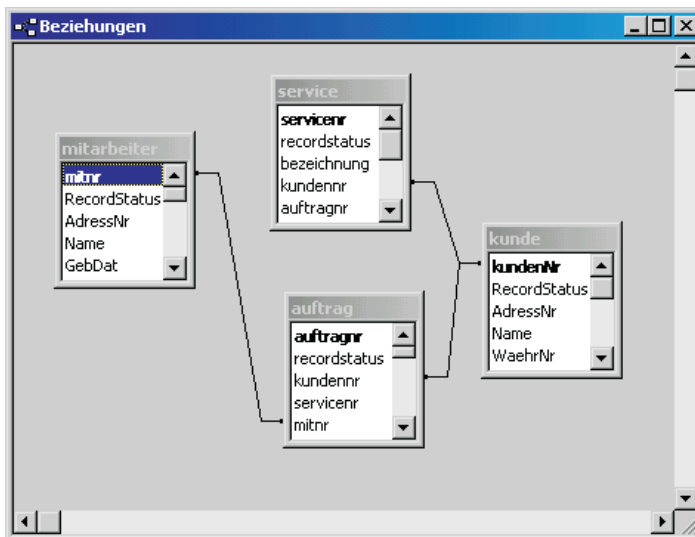 Beziehungen
service
servicenr
recordstatus
bezeichnung
kundennr
auftragnr
mitarbeiter
mitnr
RecordStatus
AdressNr
Name
GebDat
kunde
kundenNr
RecordStatus
AdressNr
Name
WaehrNr
auftrag
auftragnr
recordstatus
kundennr
servicenr
mitnr